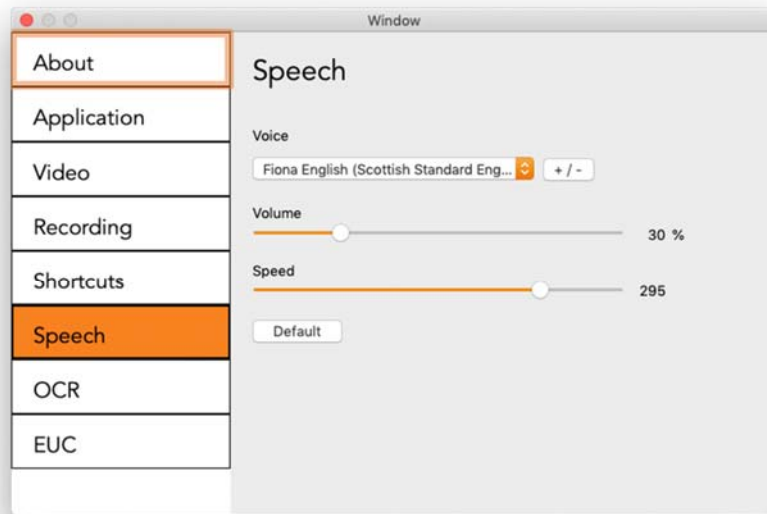 Window
About
Application
Video
Recording
Shortcuts
Speech
OCR
EUC
Speech
Voice
Fiona English (Scottish Standard Eng... + / -
Volume
30 %
Speed
295
Default